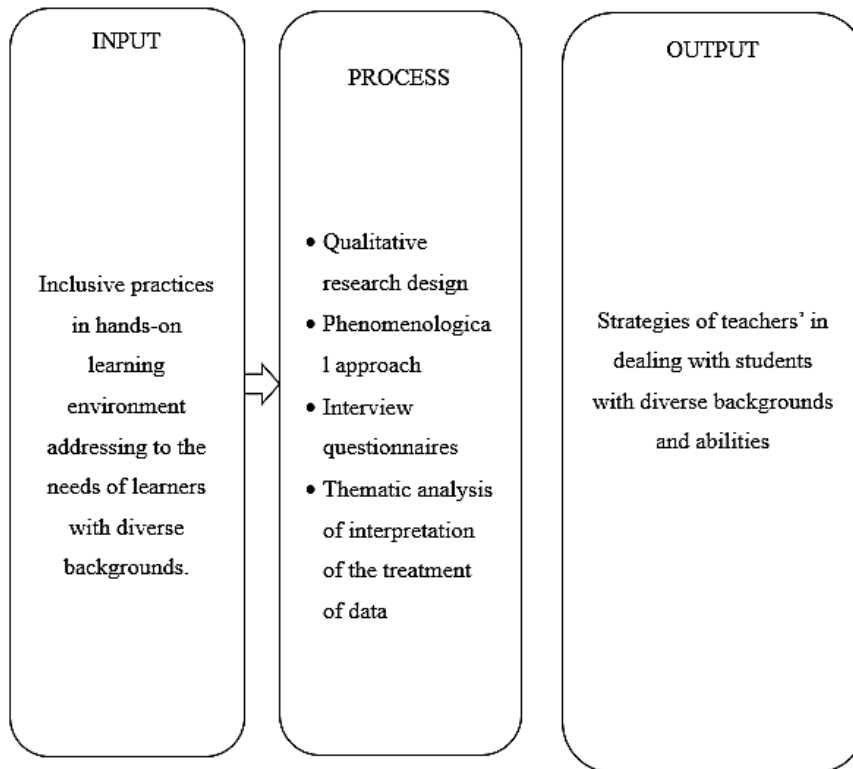 INPUT
Inclusive practices
in hands-on
learning
environment
addressing to the
needs of learners
with diverse
backgrounds.
PROCESS
• Qualitative
research design
• Phenomenologica
l approach
• Interview
questionnaires
• Thematic analysis
of interpretation
of the treatment
of data
OUTPUT
Strategies of teachers’ in
dealing with students
with diverse backgrounds
and abilities